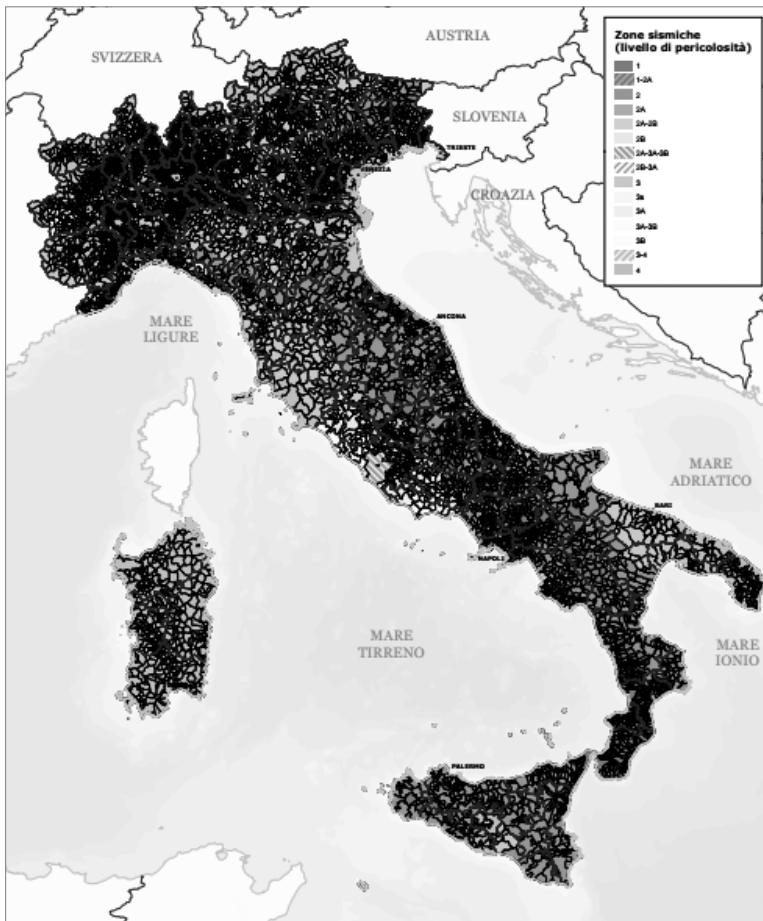 AUSTRIA
SVIZZERA
SLOVENIA
CROAZIA
TRIESTE
VENEZIA
Zone sismiche
(livello di pericolosità)
1
1-2A
2
2A
2A-2B
2B
2A-3A-3B
2B-3A
3
3s
3A
3A-3B
3B
3-4
4
MARE
LIGURE
ANCONA
MARE
ADRIATICO
BARI
NAPOLI
MARE
TIRRENO
MARE
IONIO
PALERMO